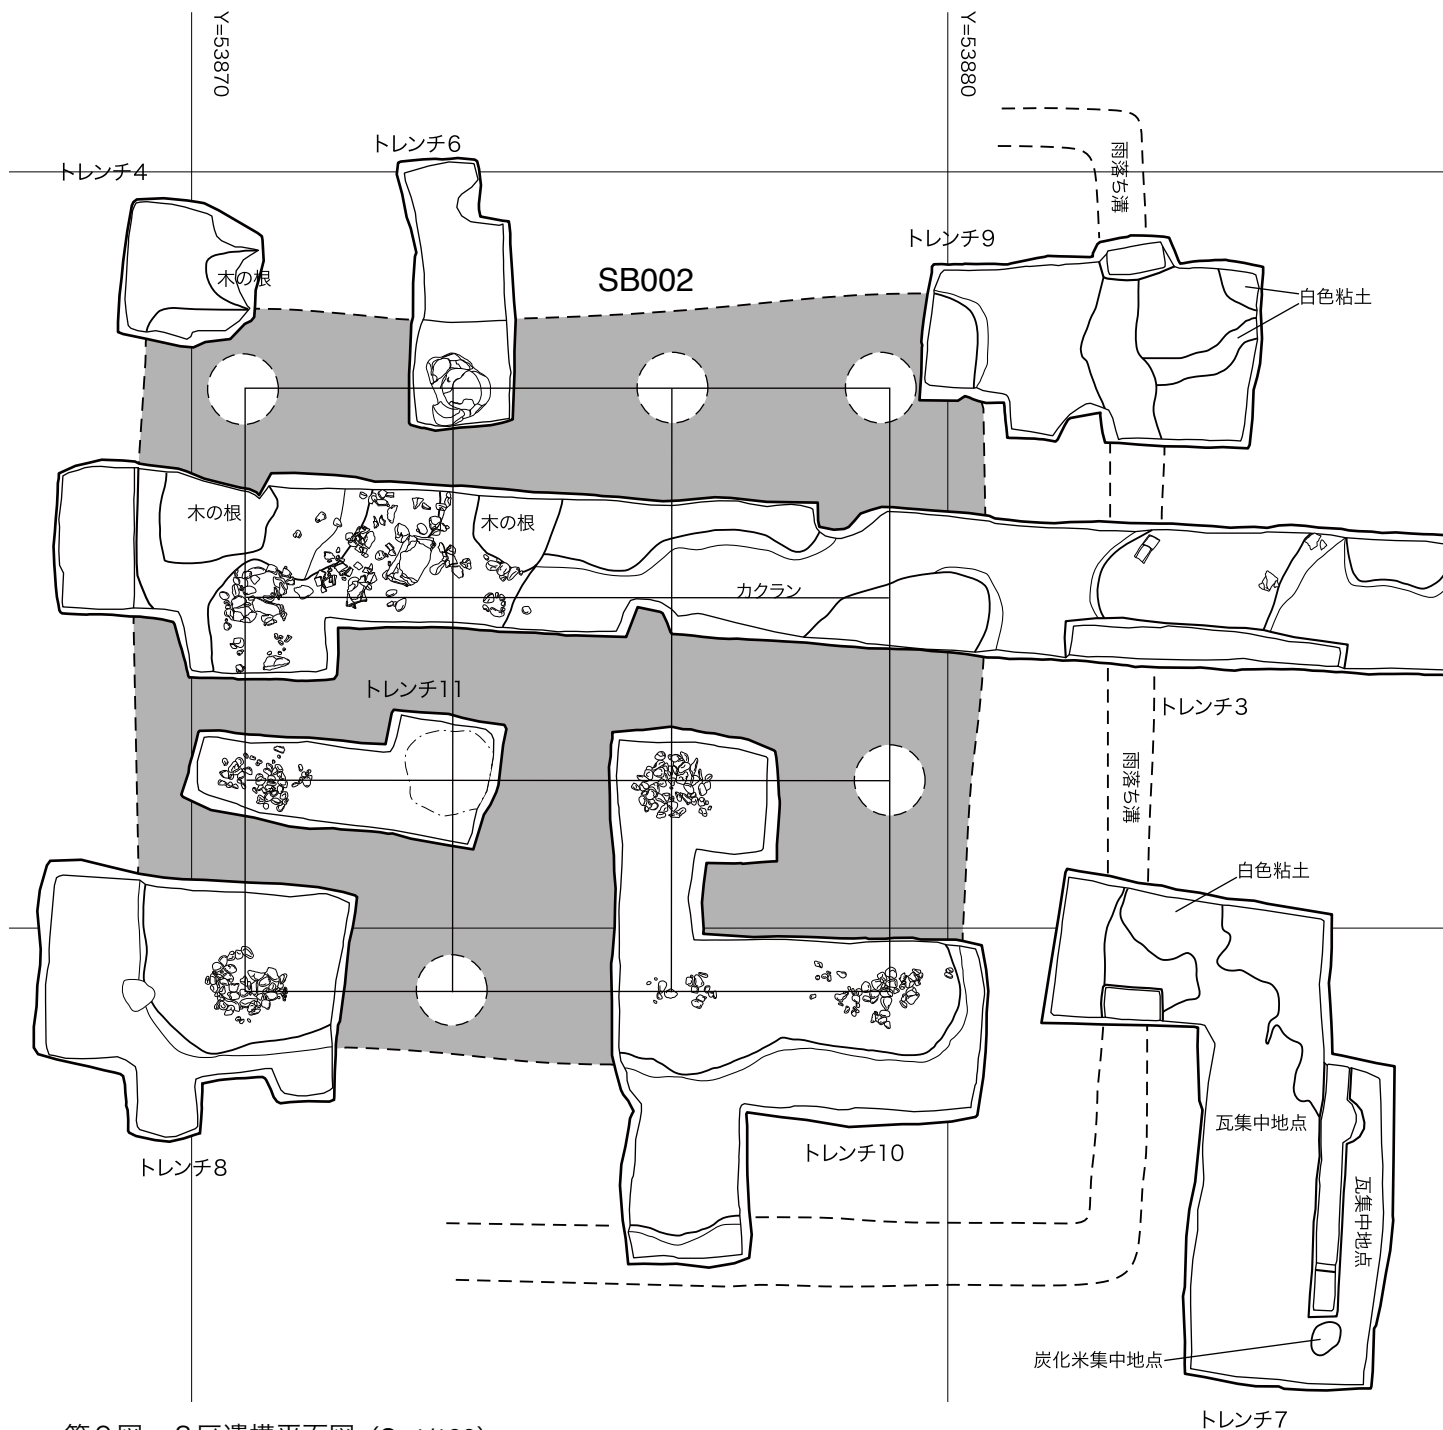 Y=53870
Y=53880
トレンチ6
トレンチ4
雨落ち溝
トレンチ9
木の根
SB002
白色粘土
木の根
木の根
カクラン
トレンチ11
トレンチ3
雨落ち溝
白色粘土
瓦集中地点
トレンチ10
トレンチ8
瓦集中地点
炭化米集中地点
トレンチ7